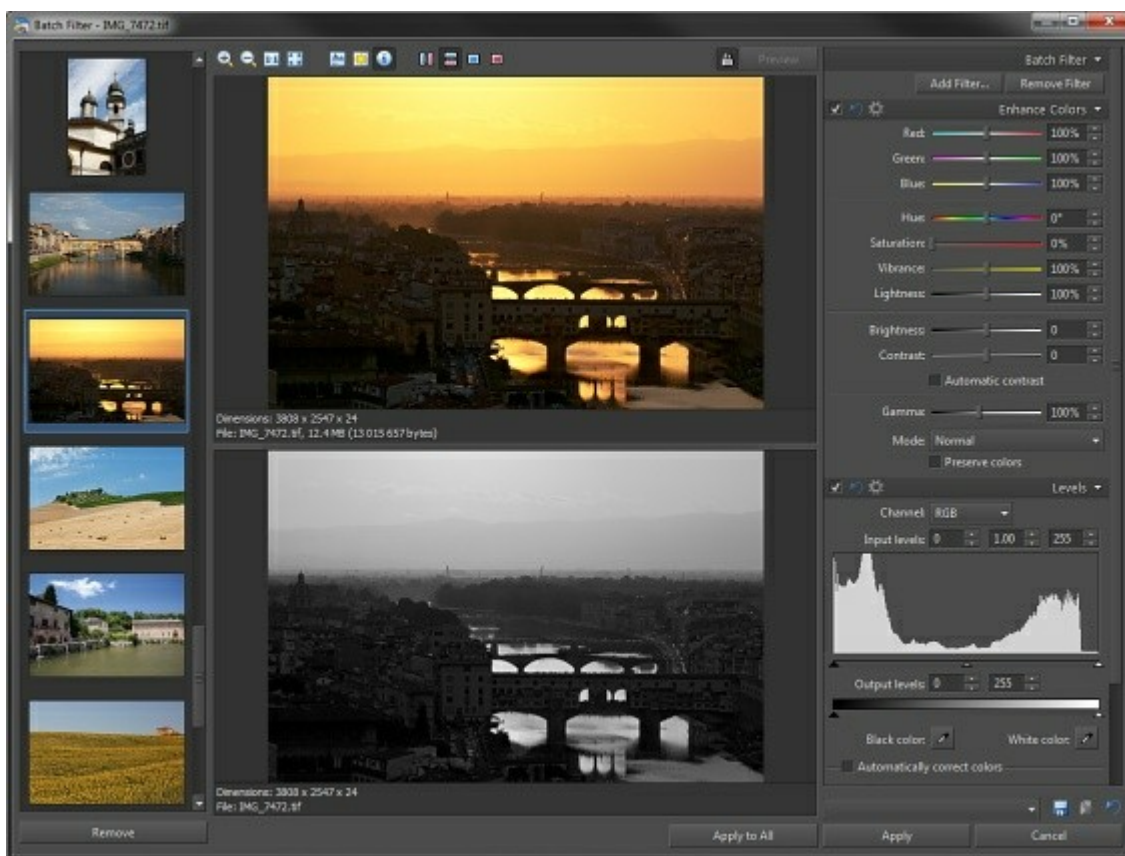 Batch Filter - IMG_7472.tif
Preview
Batch Filter
Add Filter... Remove Filter
Enhance Colors
Red: 100%
Green: 100%
Blue: 100%
Hue: 0°
Saturation: 0%
Vibrance: 100%
Lightness: 100%
Brightness: 0
Contrast: 0
Automatic contrast
Gamma: 100%
Mode: Normal
Preserve colors
Levels
Channel: RGB
Input levels: 0 1.00 255
Output levels: 0 255
Black color: White color:
Automatically correct colors
Dimensions: 3808 x 2547 x 24
File: IMG_7472.tif, 12.4 MB (13 015 657 bytes)
Dimensions: 3808 x 2547 x 24
File: IMG_7472.tif
Remove
Apply to All
Apply
Cancel